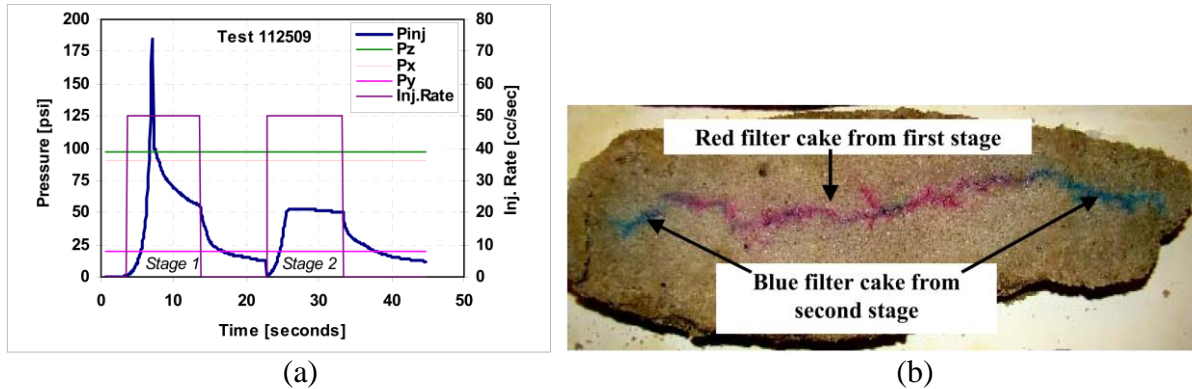 Test 112509
Pressure [psi]
200
175
150
125
100
75
50
25
0
Pinj
Pz
Px
Py
Inj.Rate
80
70
60
50
40
30
20
10
0
Inj. Rate [cc/sec]
Stage 1
Stage 2
0 10 20 30 40 50
Time [seconds]
(a)
Red filter cake from first stage
Blue filter cake from
second stage
(b)